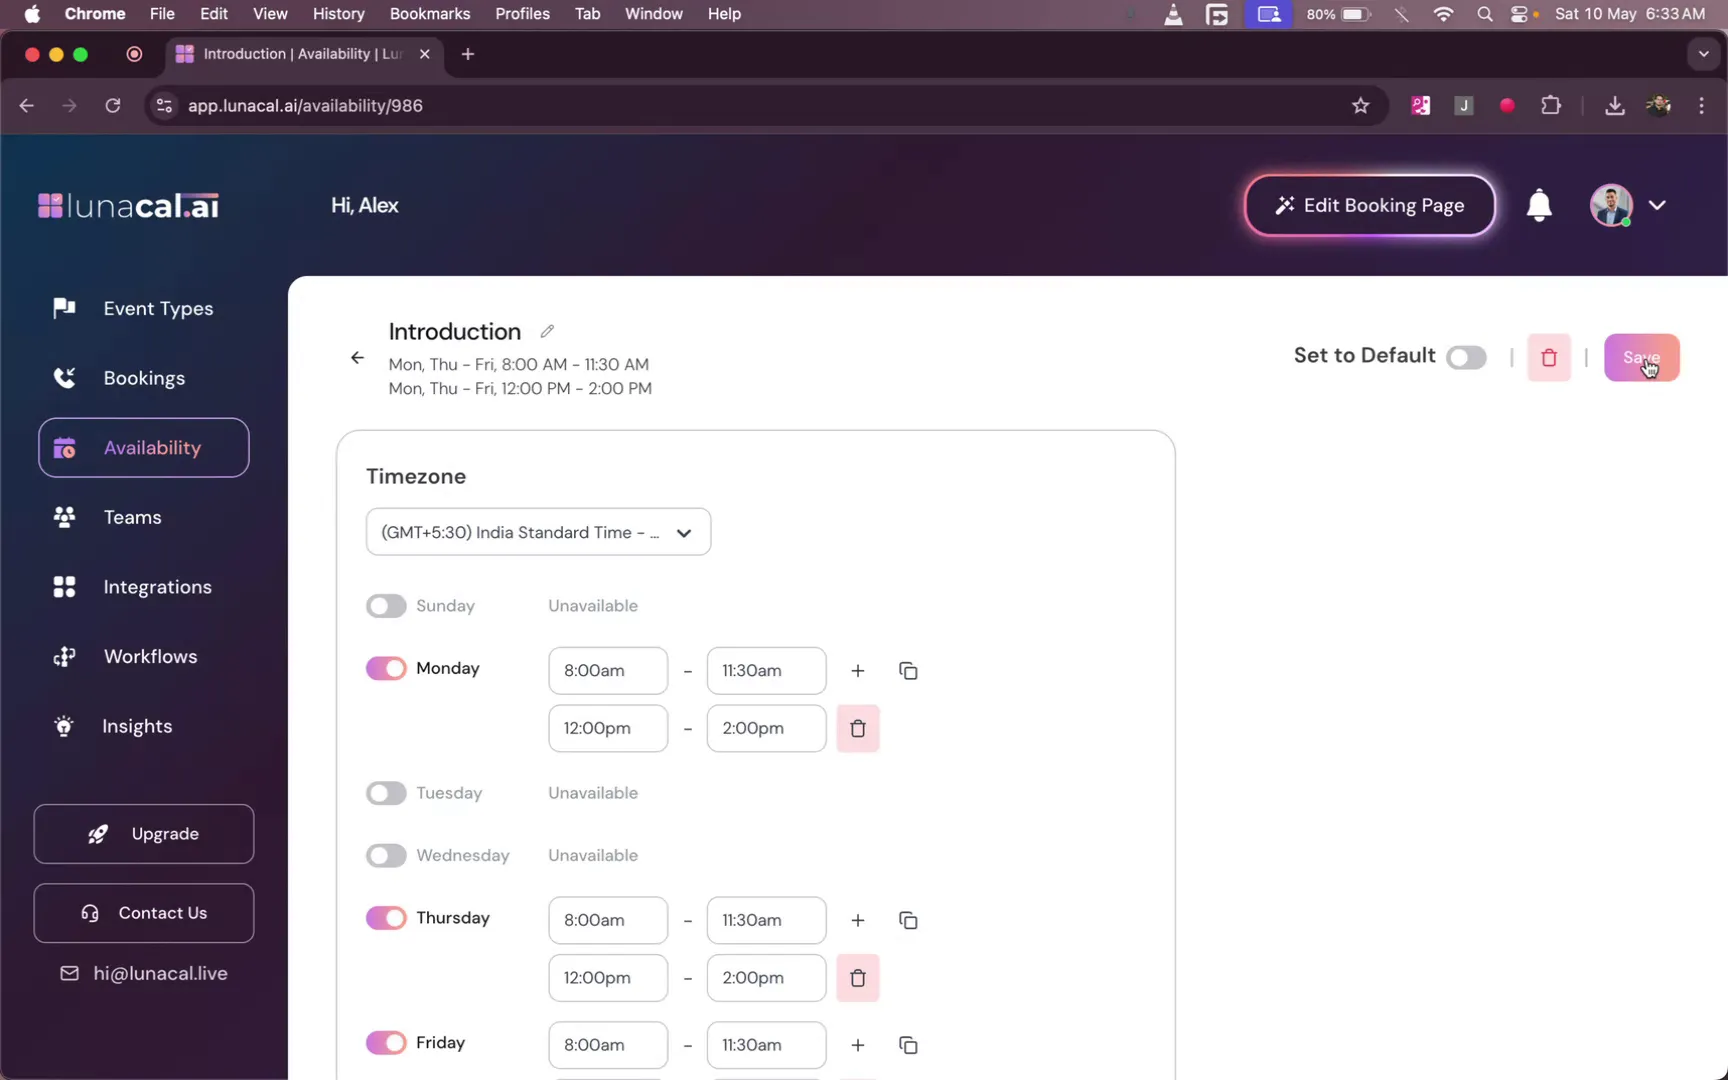 Chrome File Edit View History Bookmarks Profiles Tab Window Help 80% Sat 10 May 6:33 AM
Introduction | Availability | Lu
app.lunacal.ai/availability/986 J
lunacal.ai Hi, Alex Edit Booking Page
Event Types
Bookings
Availability
Teams
Integrations
Workflows
Insights
Upgrade
Contact Us
hi@lunacal.live
Introduction
Mon, Thu - Fri, 8:00 AM - 11:30 AM
Mon, Thu - Fri, 12:00 PM - 2:00 PM
Set to Default | | Save
Timezone
(GMT+5:30) India Standard Time - ...
Sunday Unavailable
Monday 8:00am - 11:30am +
12:00pm - 2:00pm
Tuesday Unavailable
Wednesday Unavailable
Thursday 8:00am - 11:30am +
12:00pm - 2:00pm
Friday 8:00am - 11:30am +